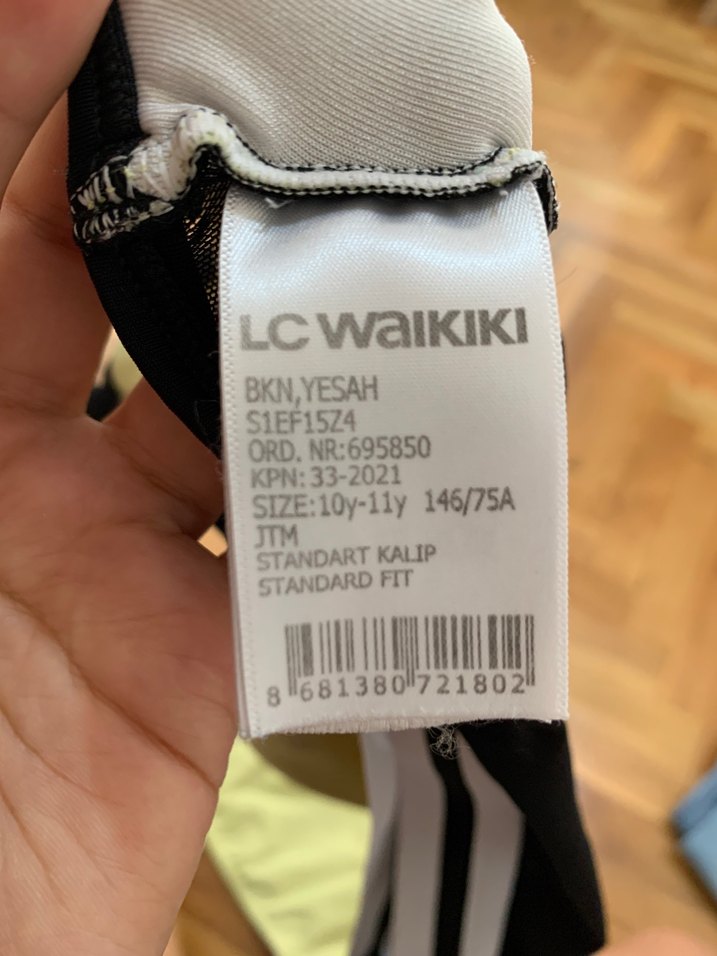 LC Waikiki
BKN,YESAH
S1EF15Z4
ORD. NR:695850
KPN:33-2021
SIZE:10y-11y 146/75A
JTM
STANDART KALIP
STANDARD FIT
8 681380 721802